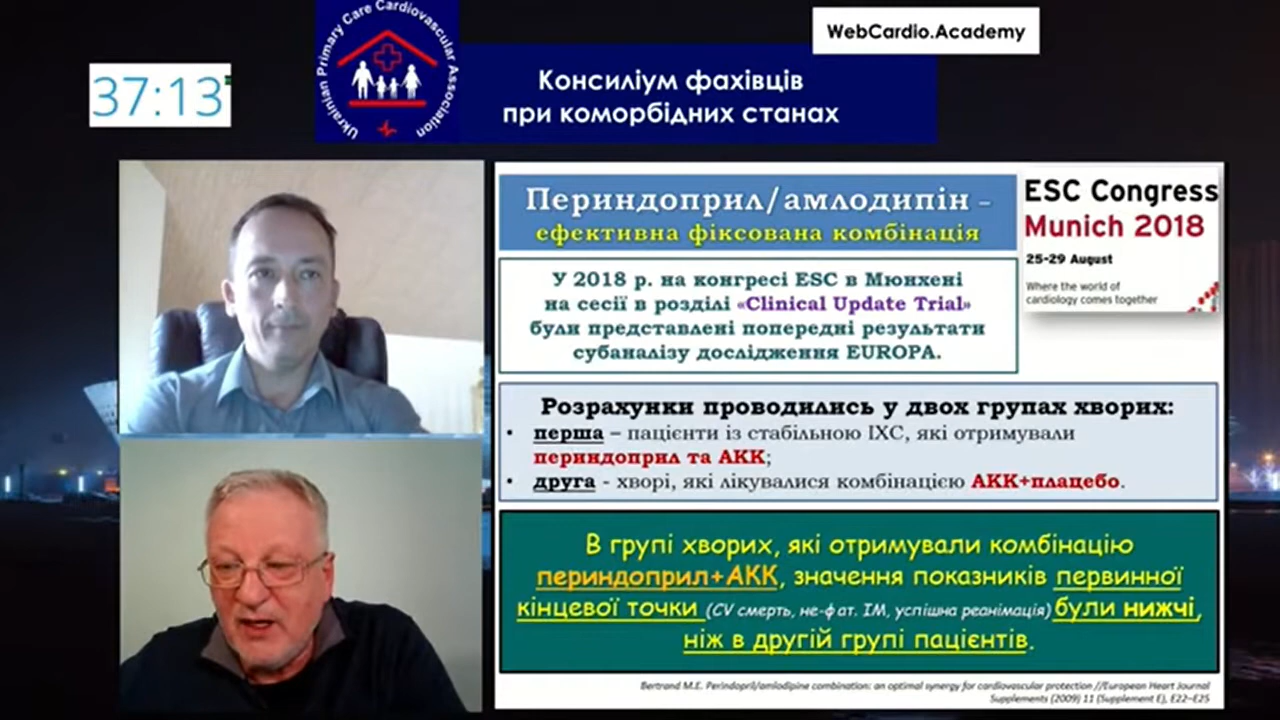 WebCardio.Academy
Ukrainian Primary Care Cardiovascular Association
37:13
Консиліум фахівців
при коморбідних станах
Периндоприл/амлодипін –
ефективна фіксована комбінація
ESC Congress
Munich 2018
25-29 August
Where the world of
cardiology comes together
У 2018 р. на конгресі ESC в Мюнхені
на сесії в розділі «Clinical Update Trial»
були представлені попередні результати
субаналізу дослідження EUROPA.
Розрахунки проводились у двох групах хворих:
• перша – пацієнти із стабільною ІХС, які отримували
периндоприл та АКК;
• друга - хворі, які лікувалися комбінацією АКК+плацебо.
В групі хворих, які отримували комбінацію
периндоприл+АКК, значення показників первинної
кінцевої точки (CV смерть, не-фат. ІМ, успішна реанімація) були нижчі,
ніж в другій групі пацієнтів.
Bertrand M.E. Perindopril/amlodipine combination: an optimal synergy for cardiovascular protection //European Heart Journal
Supplements (2009) 11 (Supplement E), E22–E25